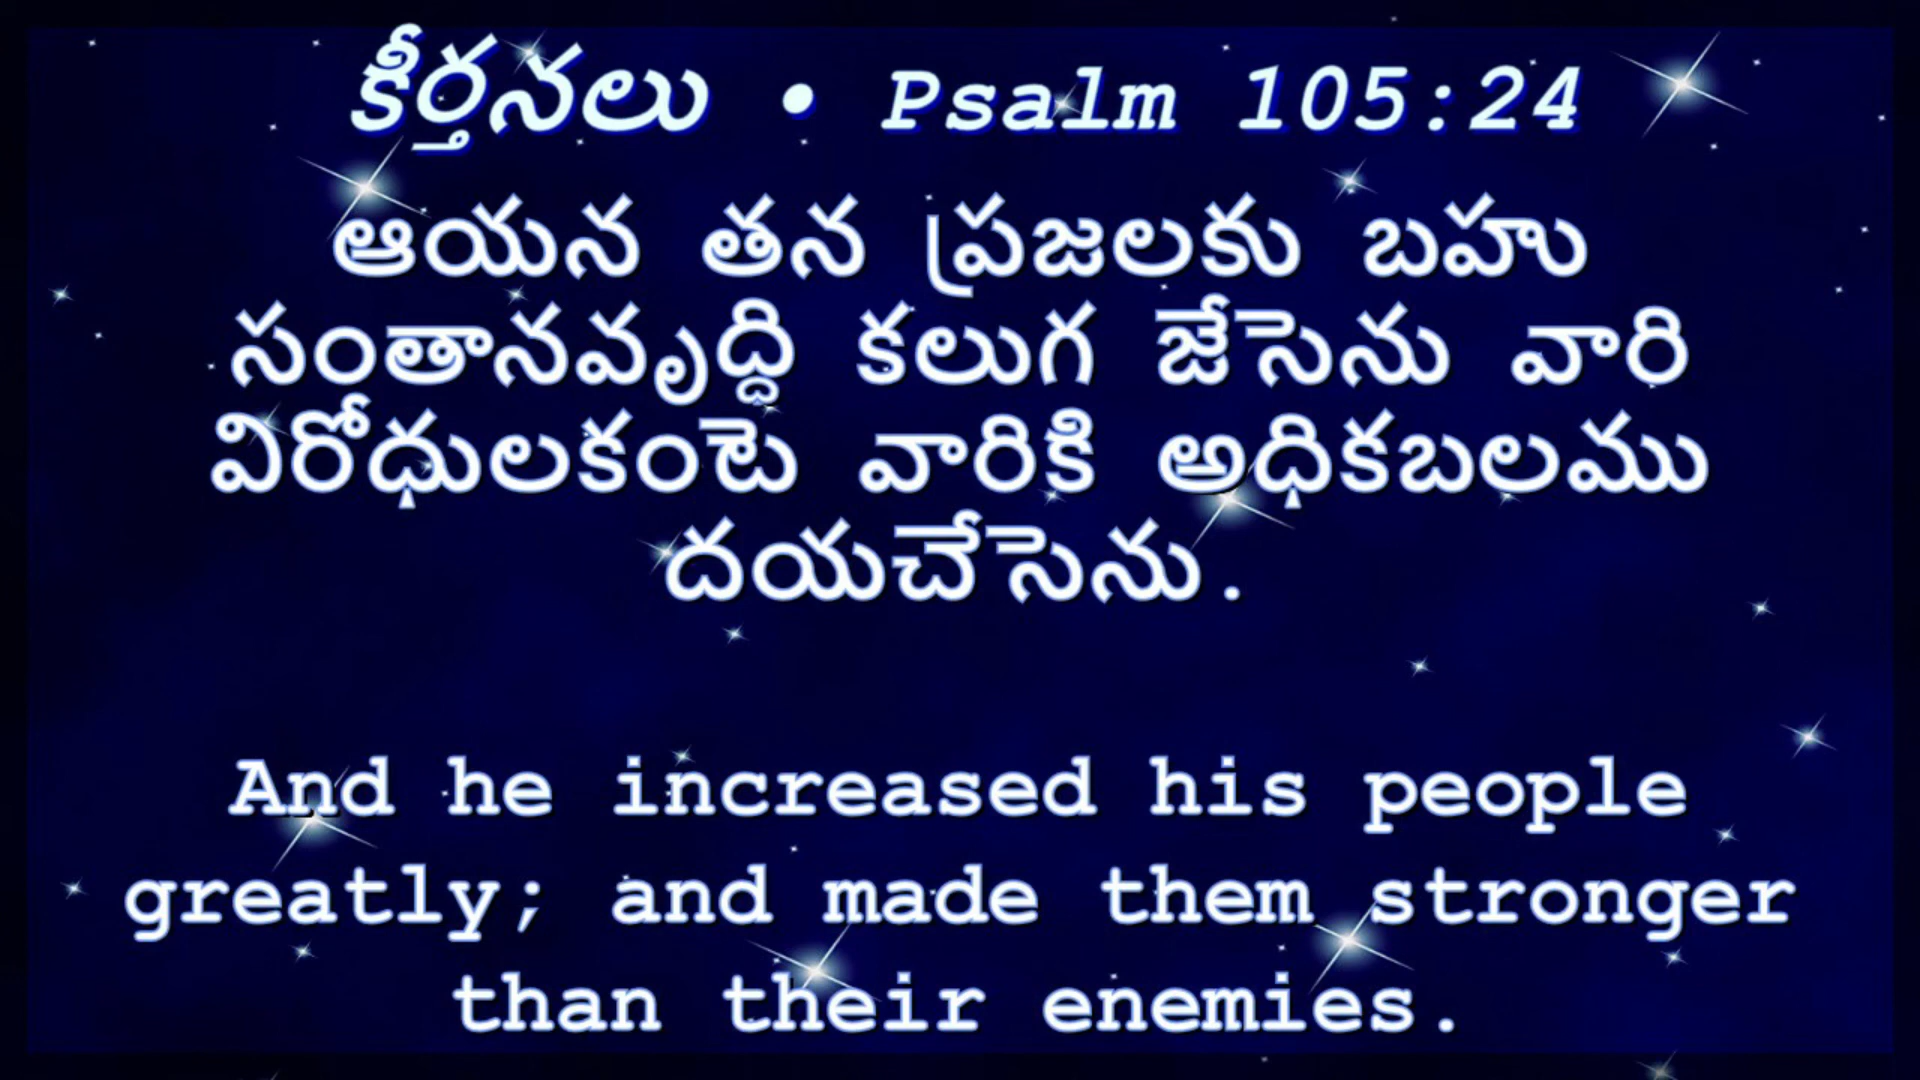 కీర్తనలు • Psalm 105:24
ఆయన తన ప్రజలకు బహు
సంతానవృద్ధి కలుగ జేసెను వారి
విరోధులకంటె వారికి అధికబలము
దయచేసెను.
And he increased his people
greatly; and made them stronger
than their enemies.